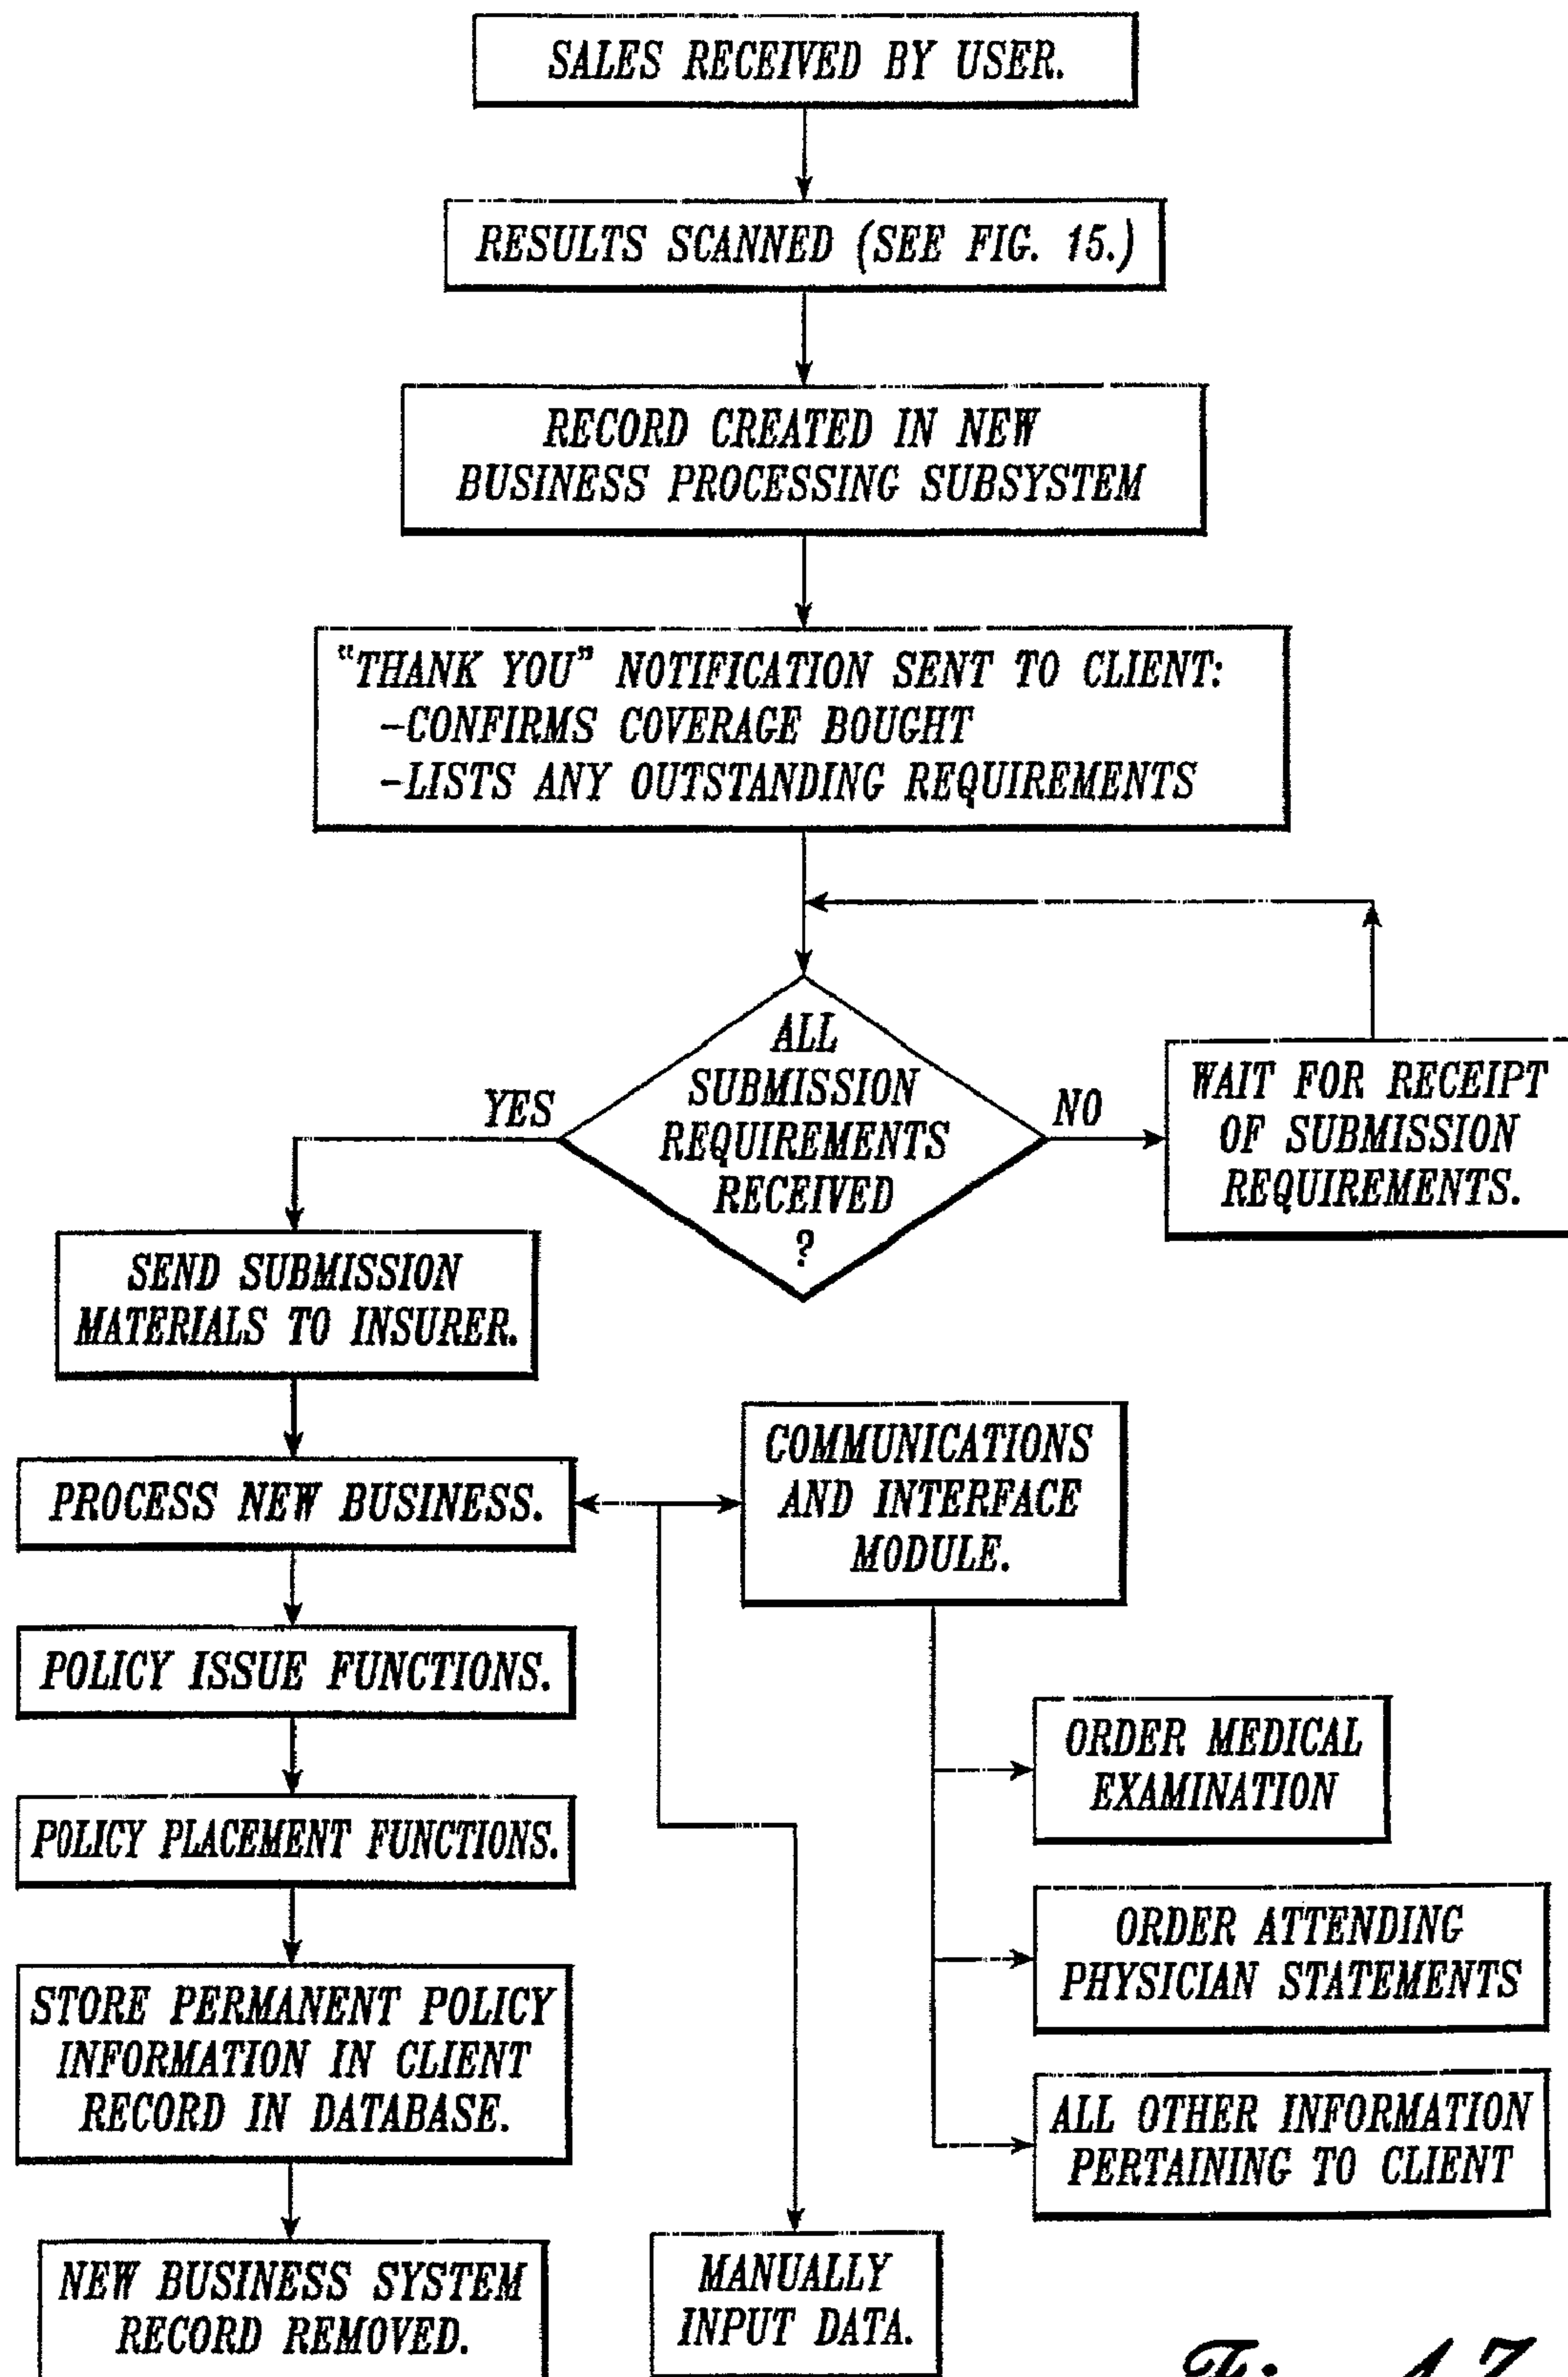 SALES RECEIVED BY USER.
RESULTS SCANNED (SEE FIG. 15.)
RECORD CREATED IN NEW
BUSINESS PROCESSING SUBSYSTEM
"THANK YOU" NOTIFICATION SENT TO CLIENT:
-CONFIRMS COVERAGE BOUGHT
-LISTS ANY OUTSTANDING REQUIREMENTS
ALL
SUBMISSION
REQUIREMENTS
RECEIVED
?
YES
NO
WAIT FOR RECEIPT
OF SUBMISSION
REQUIREMENTS.
SEND SUBMISSION
MATERIALS TO INSURER.
PROCESS NEW BUSINESS.
COMMUNICATIONS
AND INTERFACE
MODULE.
POLICY ISSUE FUNCTIONS.
POLICY PLACEMENT FUNCTIONS.
STORE PERMANENT POLICY
INFORMATION IN CLIENT
RECORD IN DATABASE.
NEW BUSINESS SYSTEM
RECORD REMOVED.
ORDER MEDICAL
EXAMINATION
ORDER ATTENDING
PHYSICIAN STATEMENTS
ALL OTHER INFORMATION
PERTAINING TO CLIENT
MANUALLY
INPUT DATA.